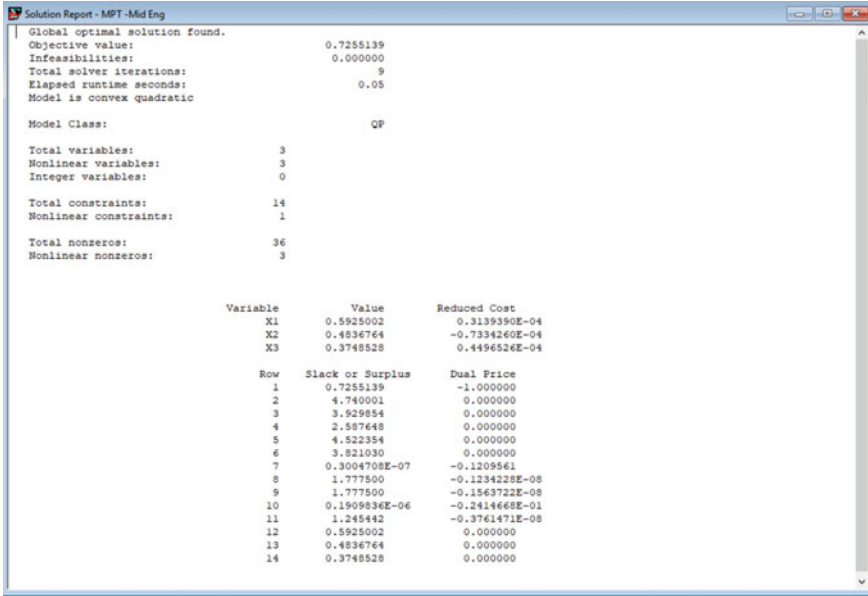 Solution Report - MPT -Mid Eng
Global optimal solution found.
Objective value: 0.7255139
Infeasibilities: 0.000000
Total solver iterations: 9
Elapsed runtime seconds: 0.05
Model is convex quadratic
Model Class: QP
Total variables: 3
Nonlinear variables: 3
Integer variables: 0
Total constraints: 14
Nonlinear constraints: 1
Total nonzeros: 36
Nonlinear nonzeros: 3
Variable Value Reduced Cost
X1 0.5925002 0.3139390E-04
X2 0.4836764 -0.7334260E-04
X3 0.3748528 0.4496526E-04
Row Slack or Surplus Dual Price
1 0.7255139 -1.000000
2 4.740001 0.000000
3 3.929854 0.000000
4 2.587648 0.000000
5 4.522354 0.000000
6 3.821030 0.000000
7 0.3004708E-07 -0.1209561
8 1.777500 -0.1234228E-08
9 1.777500 -0.1563722E-08
10 0.1909836E-06 -0.2414668E-01
11 1.245442 -0.3761471E-08
12 0.5925002 0.000000
13 0.4836764 0.000000
14 0.3748528 0.000000